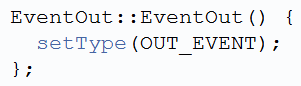 EventOut::EventOut() {
  setType(OUT_EVENT);
};